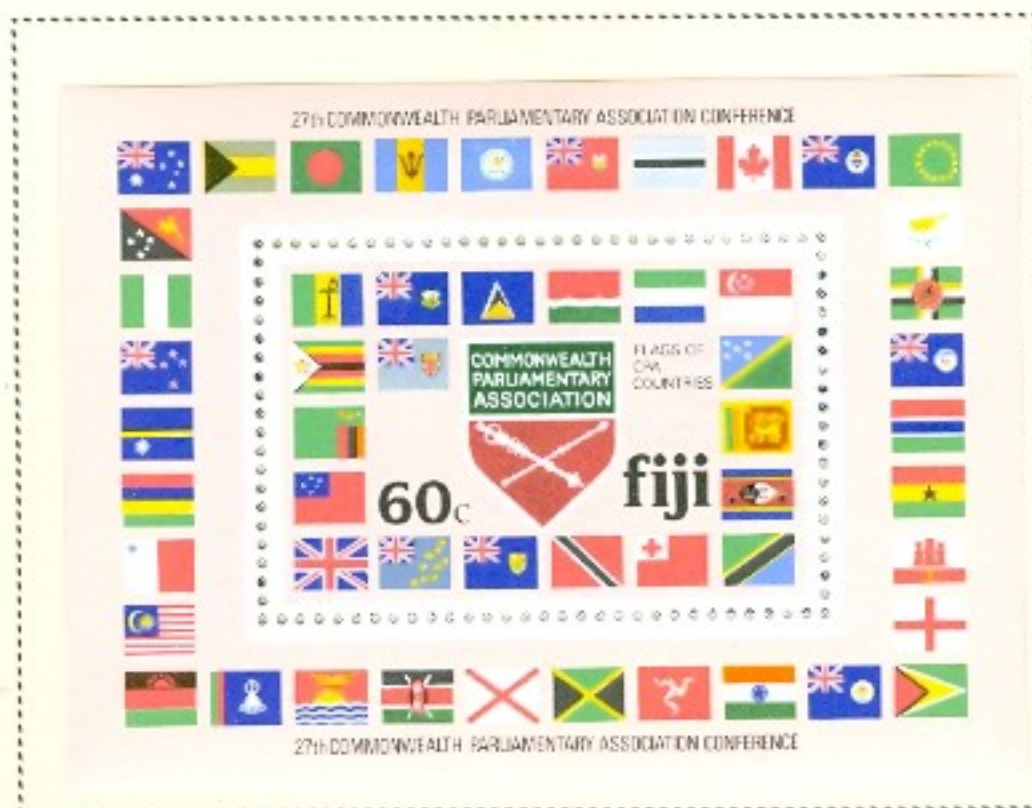 27th COMMONWEALTH PARLIAMENTARY ASSOCIATION CONFERENCE
COMMONWEALTH
PARLIAMENTARY
ASSOCIATION
FLAGS OF
CPA
COUNTRIES
60c
fiji
27th COMMONWEALTH PARLIAMENTARY ASSOCIATION CONFERENCE